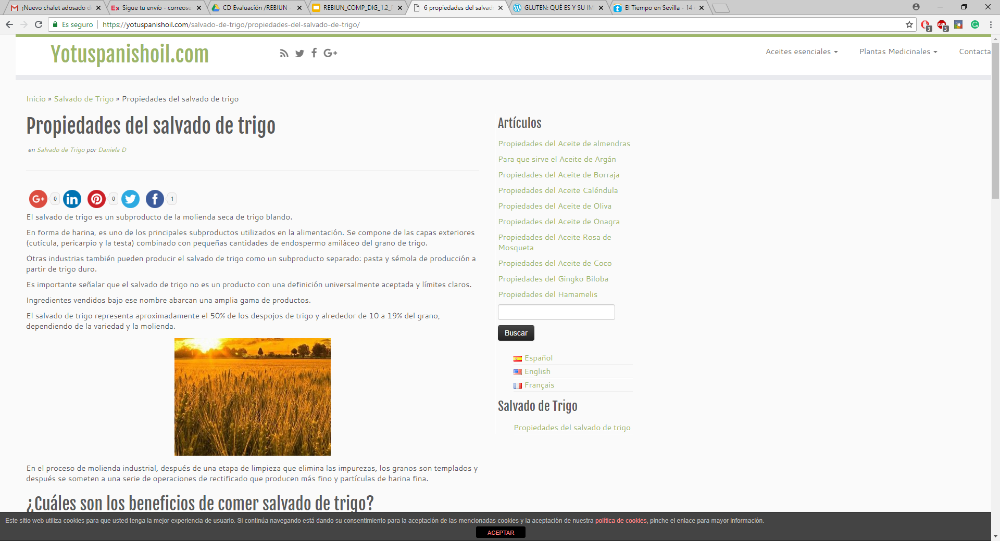 ¡Nuevo chalet adosado d
Sigue tu envío - correose
CD Evaluación /REBIUN -
REBIUN_COMP_DIG_1.2_
6 propiedades del salvad
GLUTEN: QUÉ ES Y SU IM
El Tiempo en Sevilla - 14
Es seguro
https://yotuspanishoil.com/salvado-de-trigo/propiedades-del-salvado-de-trigo/
3
ABP
3
Yotuspanishoil.com
Aceites esenciales
Plantas Medicinales
Contacta
Inicio » Salvado de Trigo » Propiedades del salvado de trigo
Propiedades del salvado de trigo
en Salvado de Trigo por Daniela D
G+ 0 in 0 f 1
El salvado de trigo es un subproducto de la molienda seca de trigo blando.
En forma de harina, es uno de los principales subproductos utilizados en la alimentación. Se compone de las capas exteriores
(cutícula, pericarpio y la testa) combinado con pequeñas cantidades de endospermo amiláceo del grano de trigo.
Otras industrias también pueden producir el salvado de trigo como un subproducto separado: pasta y sémola de producción a
partir de trigo duro.
Es importante señalar que el salvado de trigo no es un producto con una definición universalmente aceptada y límites claros.
Ingredientes vendidos bajo ese nombre abarcan una amplia gama de productos.
El salvado de trigo representa aproximadamente el 50% de los despojos de trigo y alrededor de 10 a 19% del grano,
dependiendo de la variedad y la molienda.
En el proceso de molienda industrial, después de una etapa de limpieza que elimina las impurezas, los granos son templados y
después se someten a una serie de operaciones de rectificado que producen más fino y partículas de harina fina.
¿Cuáles son los beneficios de comer salvado de trigo?
Artículos
Propiedades del Aceite de almendras
Para que sirve el Aceite de Argán
Propiedades del Aceite de Borraja
Propiedades del Aceite Caléndula
Propiedades del Aceite de Oliva
Propiedades del Aceite de Onagra
Propiedades del Aceite Rosa de
Mosqueta
Propiedades del Aceite de Coco
Propiedades del Gingko Biloba
Propiedades del Hamamelis
Buscar
Español
English
Français
Salvado de Trigo
Propiedades del salvado de trigo
Este sitio web utiliza cookies para que usted tenga la mejor experiencia de usuario. Si continúa navegando está dando su consentimiento para la aceptación de las mencionadas cookies y la aceptación de nuestra política de cookies, pinche el enlace para mayor información.
ACEPTAR